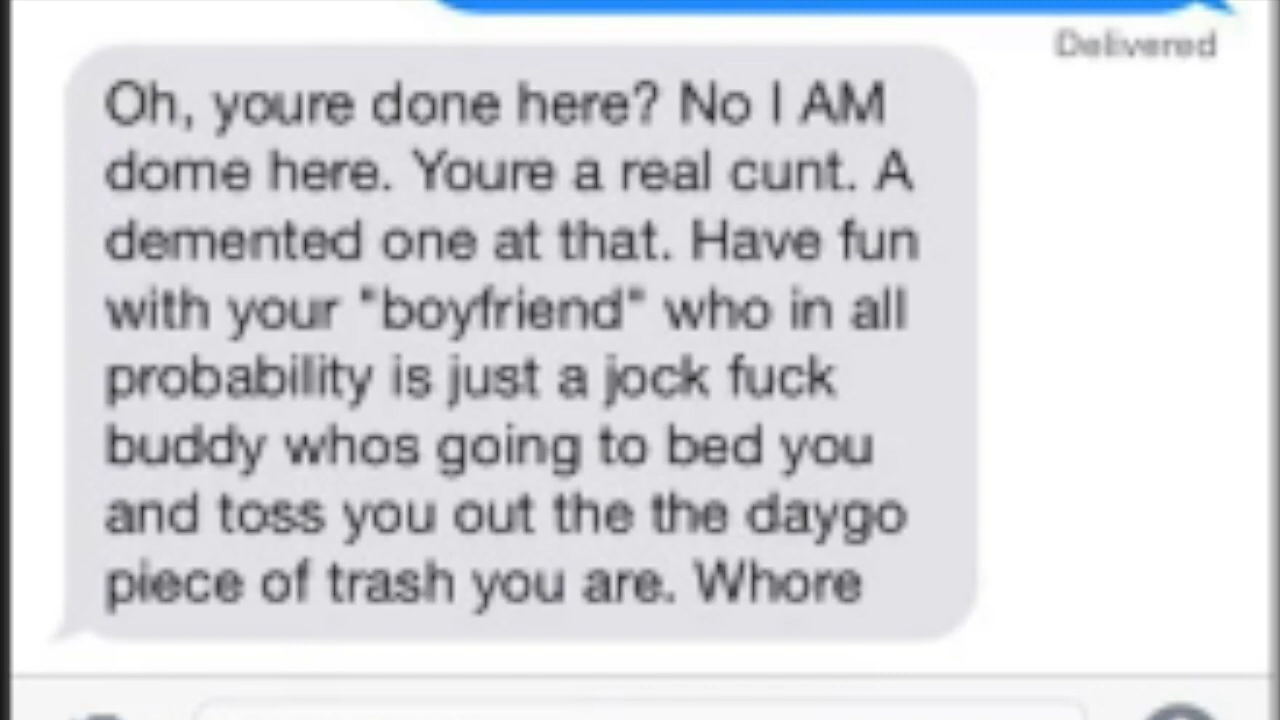 Delivered
Oh, youre done here? No I AM
dome here. Youre a real cunt. A
demented one at that. Have fun
with your "boyfriend" who in all
probability is just a jock fuck
buddy whos going to bed you
and toss you out the the daygo
piece of trash you are. Whore